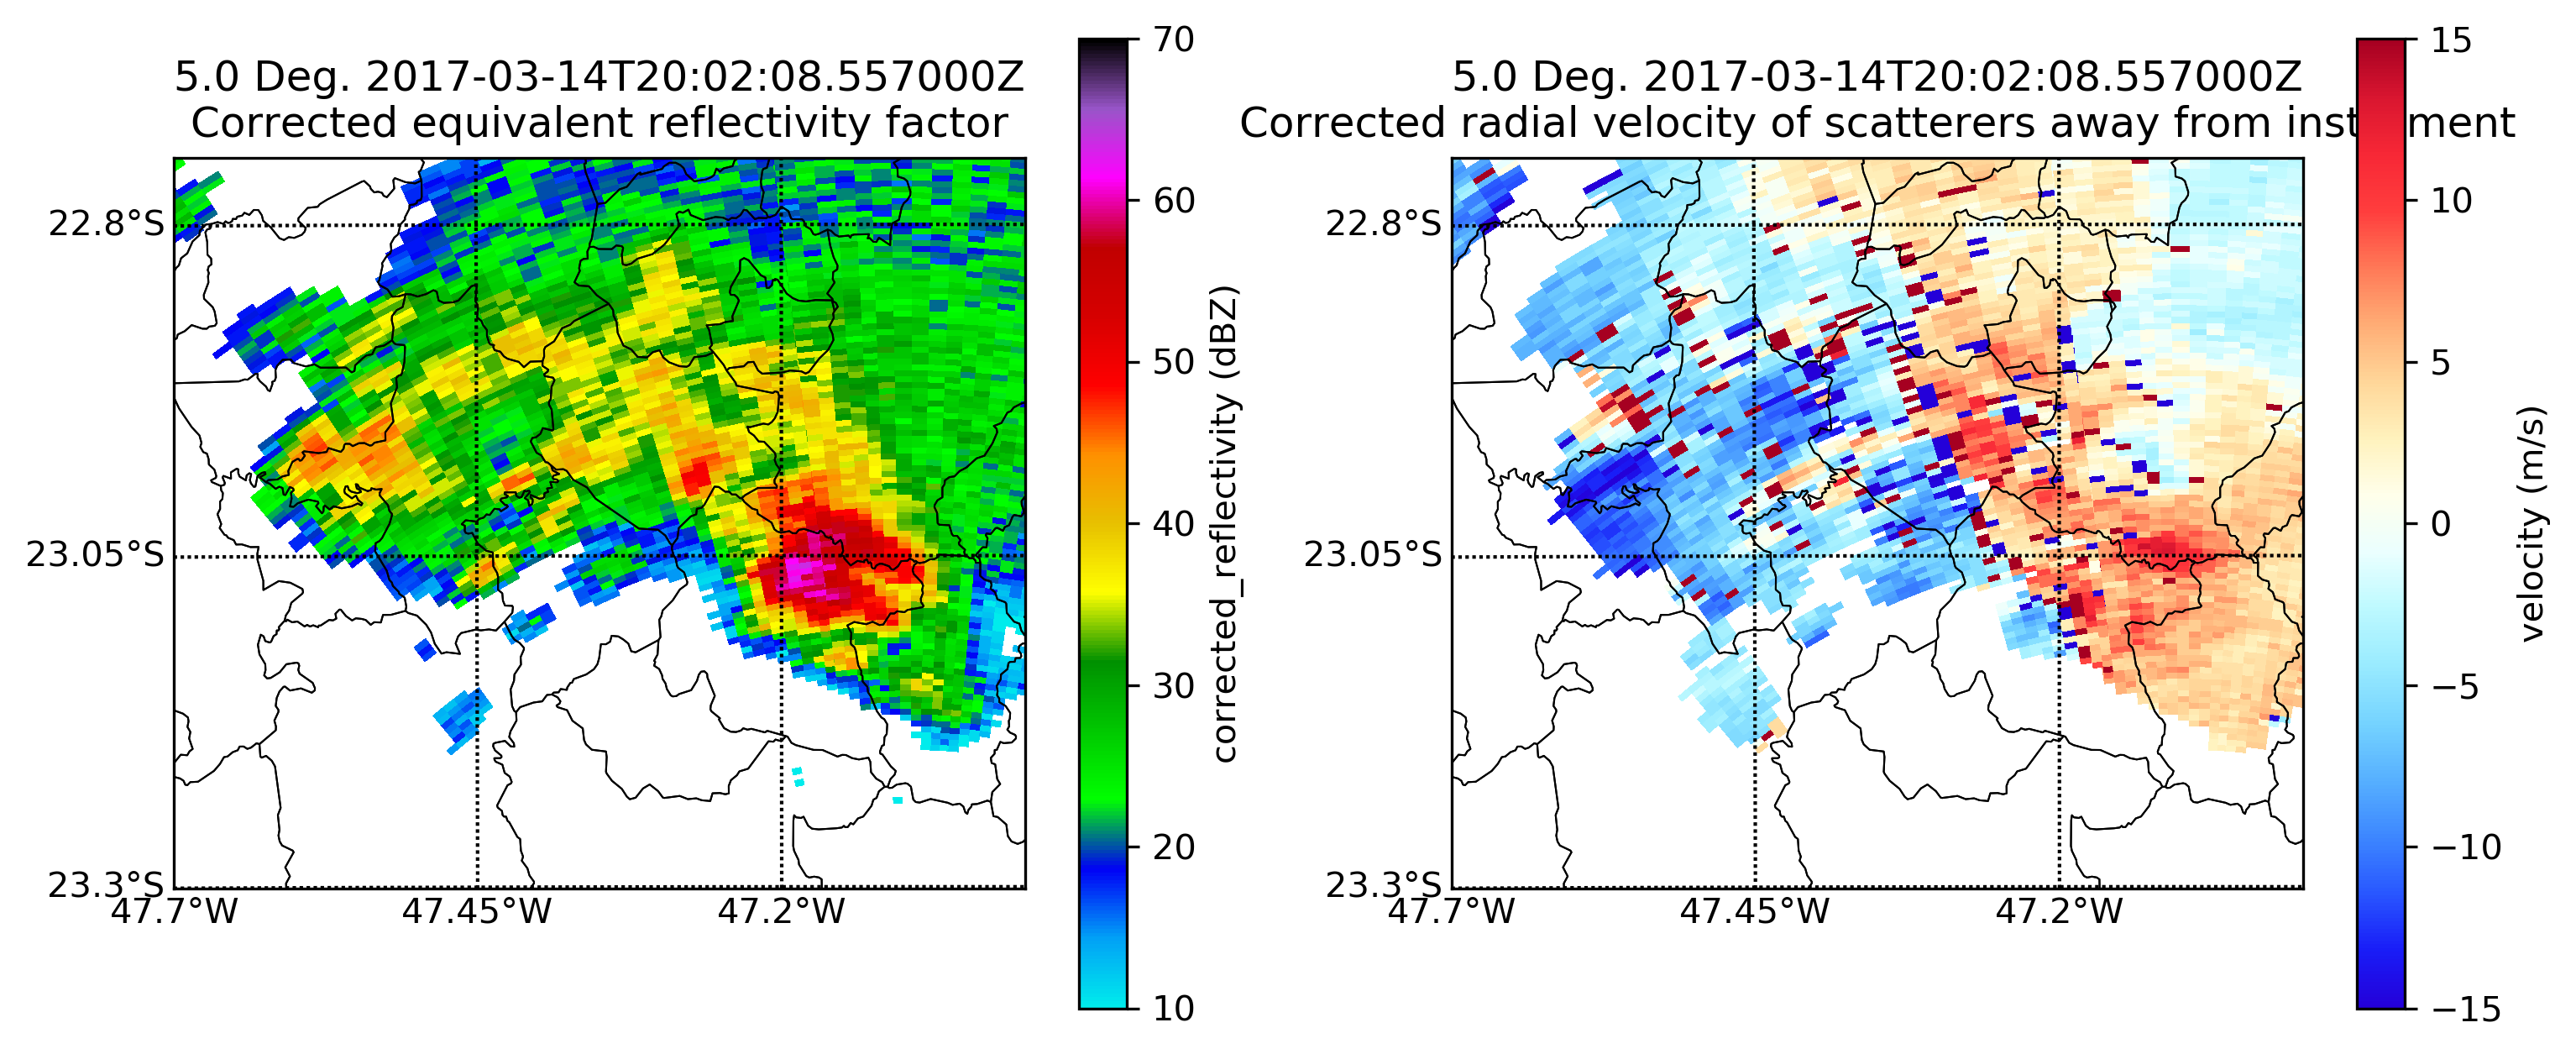 5.0 Deg. 2017-03-14T20:02:08.557000Z
Corrected equivalent reflectivity factor
22.8°S
23.05°S
23.3°S
47.7°W
47.45°W
47.2°W
70
60
50
40
30
20
10
corrected_reflectivity (dBZ)
5.0 Deg. 2017-03-14T20:02:08.557000Z
Corrected radial velocity of scatterers away from inst ment
22.8°S
23.05°S
23.3°S
47.7°W
47.45°W
47.2°W
15
10
5
0
−5
−10
−15
velocity (m/s)